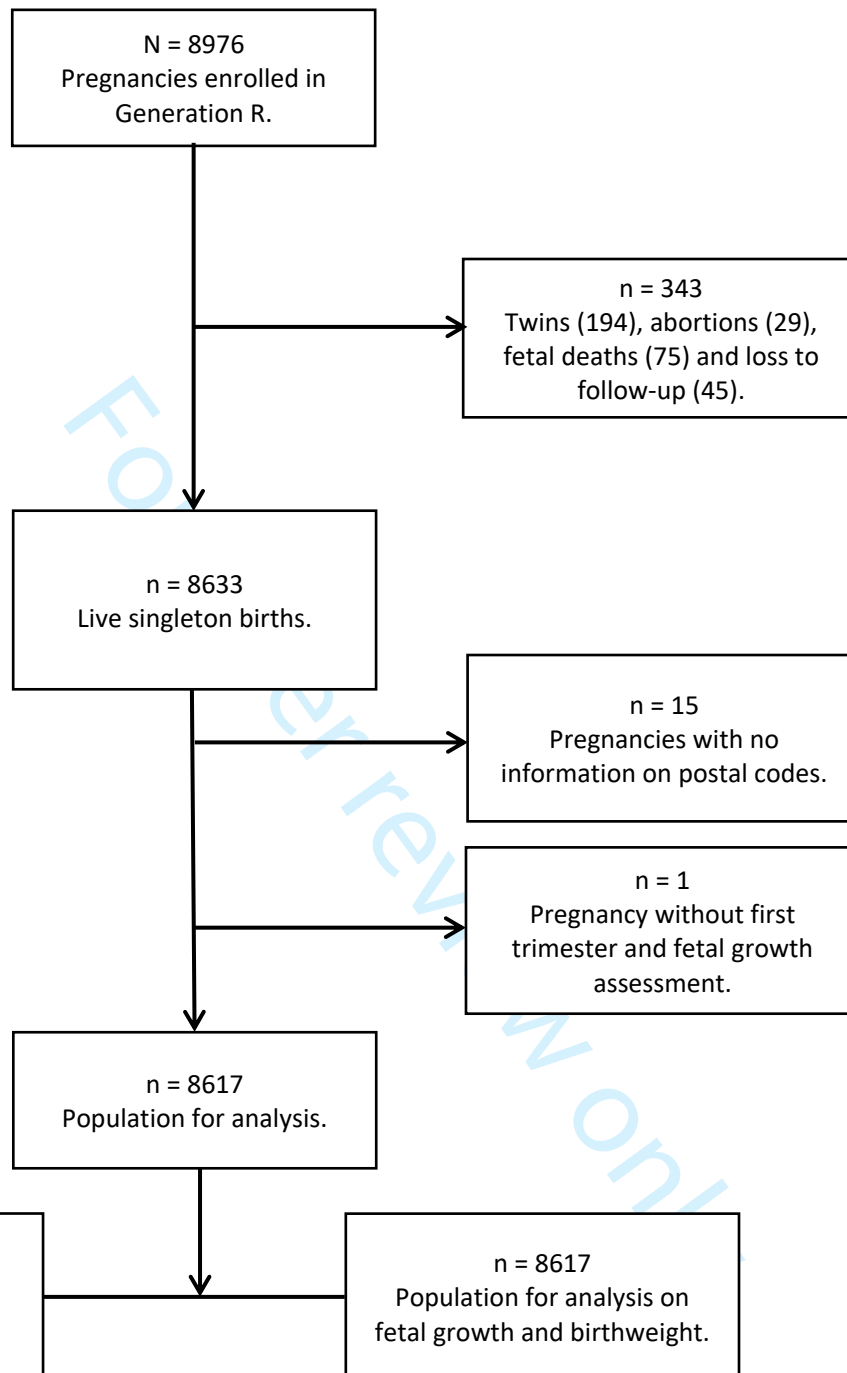 N = 8976
Pregnancies enrolled in
Generation R.
n = 343
Twins (194), abortions (29),
fetal deaths (75) and loss to
follow-up (45).
n = 8633
Live singleton births.
n = 15
Pregnancies with no
information on postal codes.
n = 1
Pregnancy without first
trimester and fetal growth
assessment.
n = 8617
Population for analysis.
n = 8617
Population for analysis on
fetal growth and birthweight.